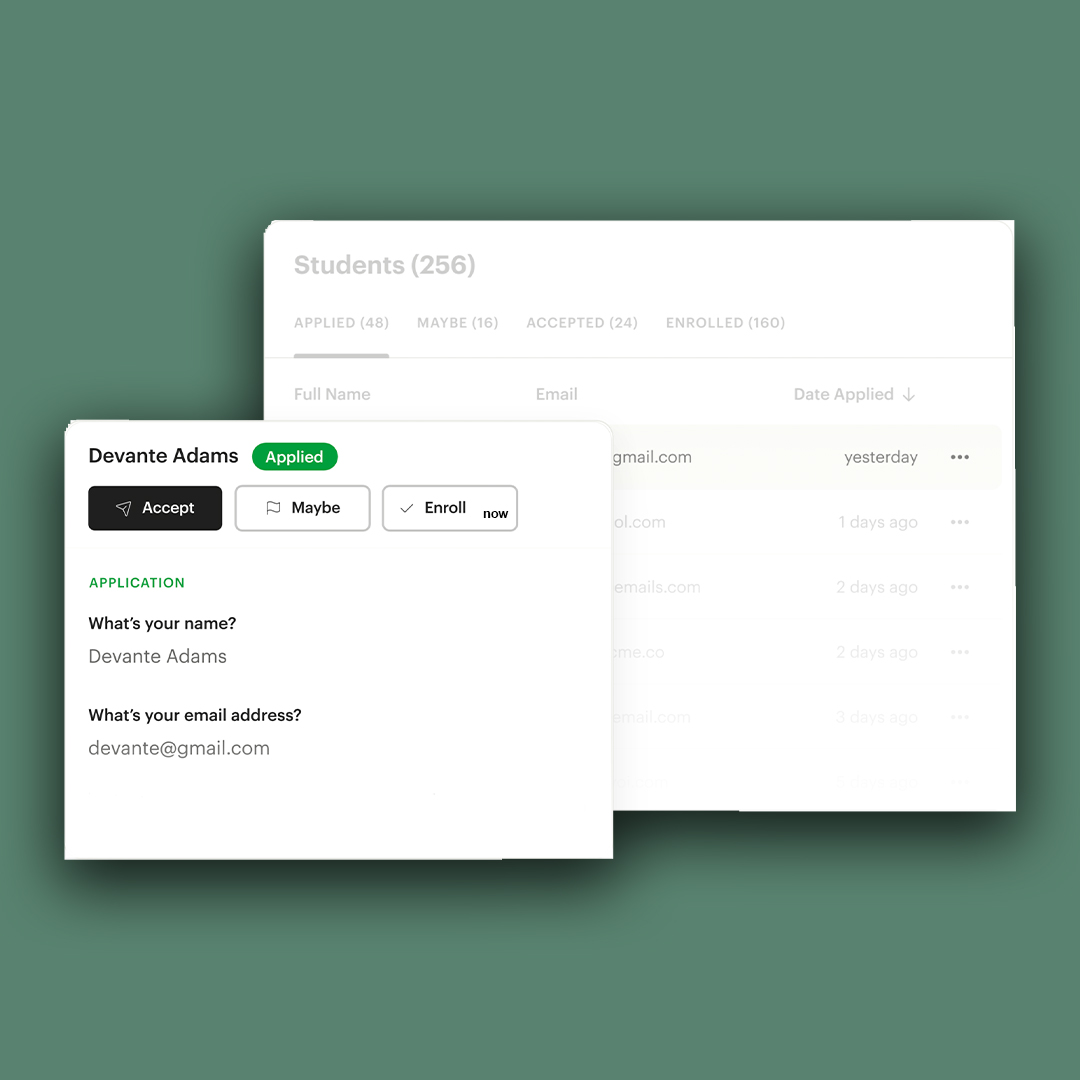 Students (256)
APPLIED (48) MAYBE (16) ACCEPTED (24) ENROLLED (160)
Full Name Email Date Applied
gmail.com yesterday
ol.com 1 days ago
emails.com 2 days ago
cme.co 2 days ago
email.com 3 days ago
Devante Adams Applied
Accept Maybe Enroll now
APPLICATION
What's your name?
Devante Adams
What's your email address?
devante@gmail.com